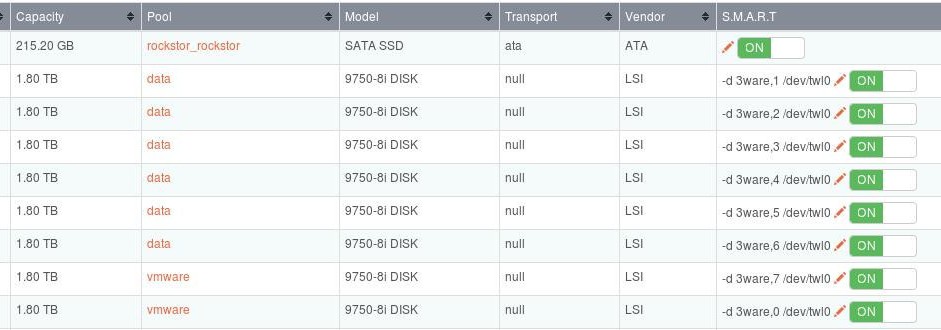 Capacity Pool Model Transport Vendor S.M.A.R.T
215.20 GB rockstor_rockstor SATA SSD ata ATA ON
1.80 TB data 9750-8i DISK null LSI -d 3ware,1 /dev/twl0 ON
1.80 TB data 9750-8i DISK null LSI -d 3ware,2 /dev/twl0 ON
1.80 TB data 9750-8i DISK null LSI -d 3ware,3 /dev/twl0 ON
1.80 TB data 9750-8i DISK null LSI -d 3ware,4 /dev/twl0 ON
1.80 TB data 9750-8i DISK null LSI -d 3ware,5 /dev/twl0 ON
1.80 TB data 9750-8i DISK null LSI -d 3ware,6 /dev/twl0 ON
1.80 TB vmware 9750-8i DISK null LSI -d 3ware,7 /dev/twl0 ON
1.80 TB vmware 9750-8i DISK null LSI -d 3ware,0 /dev/twl0 ON